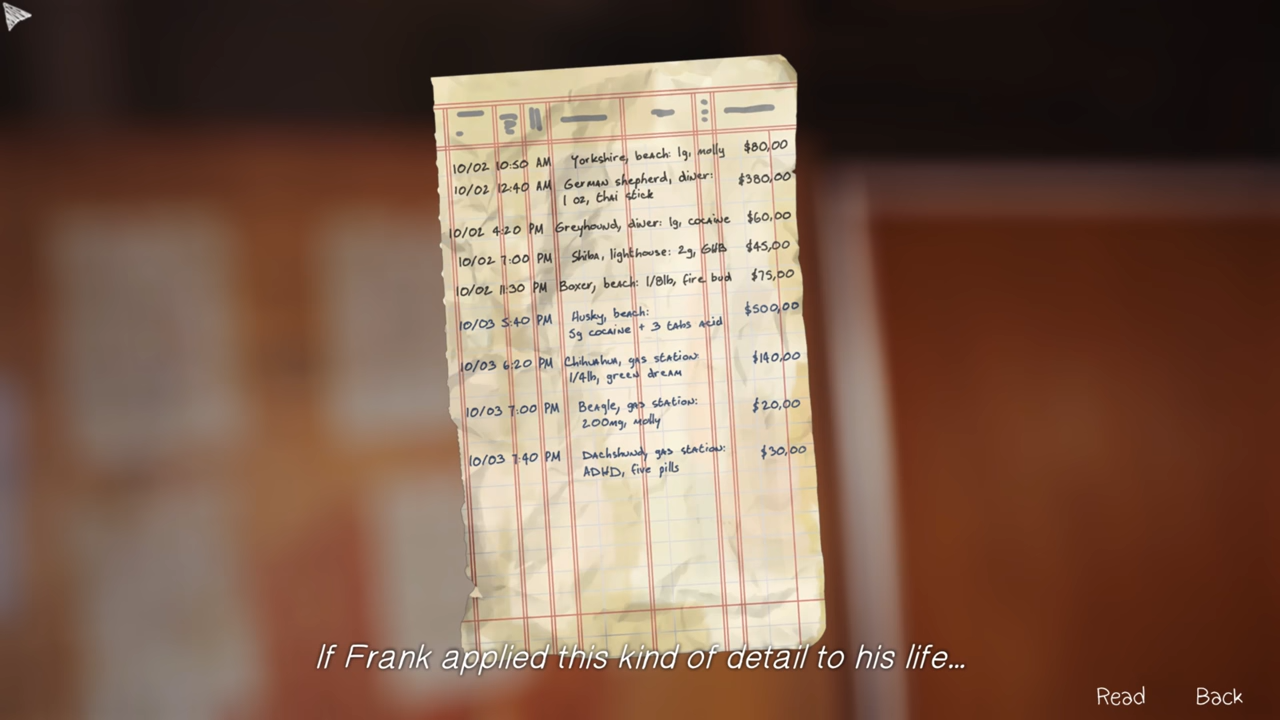 10/02 10:50 AM Yorkshire, beach: 1g, molly $80,00
10/02 12:40 AM German shepherd, diner: $380,00
1 oz, thai stick
10/02 4:20 PM Greyhound, diner: 1g, cocaine $60,00
10/02 7:00 PM Shiba, lighthouse: 2g, GHB $45,00
10/02 11:30 PM Boxer, beach: 1/8lb, fire bud $75,00
10/03 5:40 PM Husky, beach: $500,00
5g cocaine + 3 tabs acid
10/03 6:20 PM Chihuahua, gas station: $140,00
1/4lb, green dream
10/03 7:00 PM Beagle, gas station: $20,00
200mg, molly
10/03 7:40 PM Dachshund, gas station: $30,00
ADHD, five pills
If Frank applied this kind of detail to his life...
Read Back